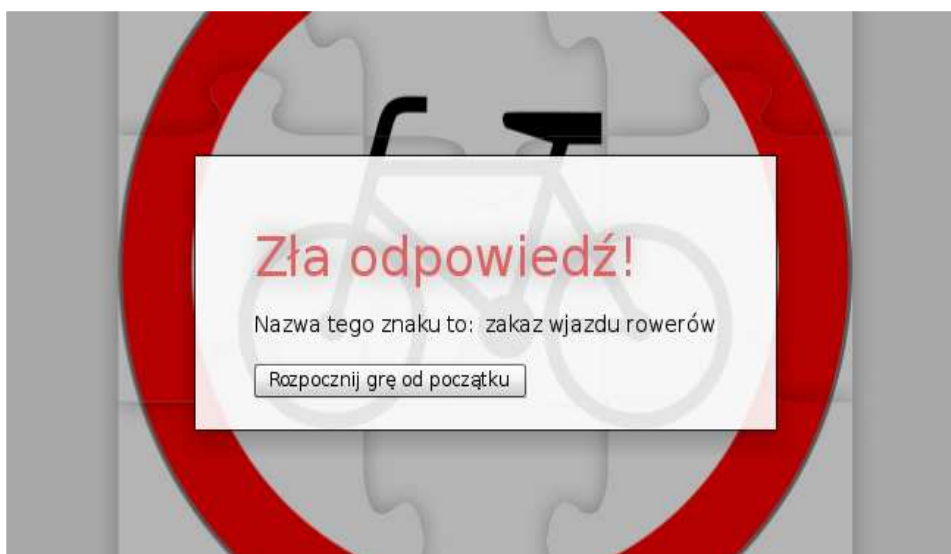 Zła odpowiedź!
Nazwa tego znaku to: zakaz wjazdu rowerów
Rozpocznij grę od początku